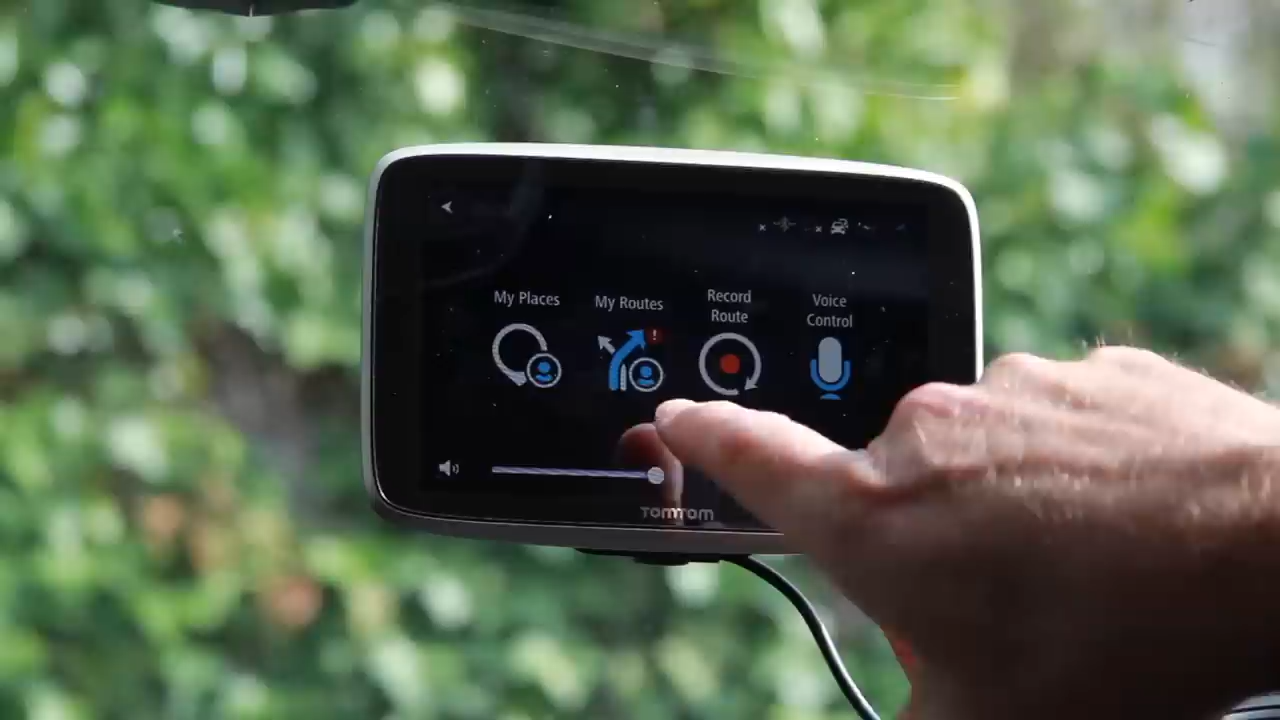 My Places
My Routes
Record
Route
Voice
Control
TOMTOM